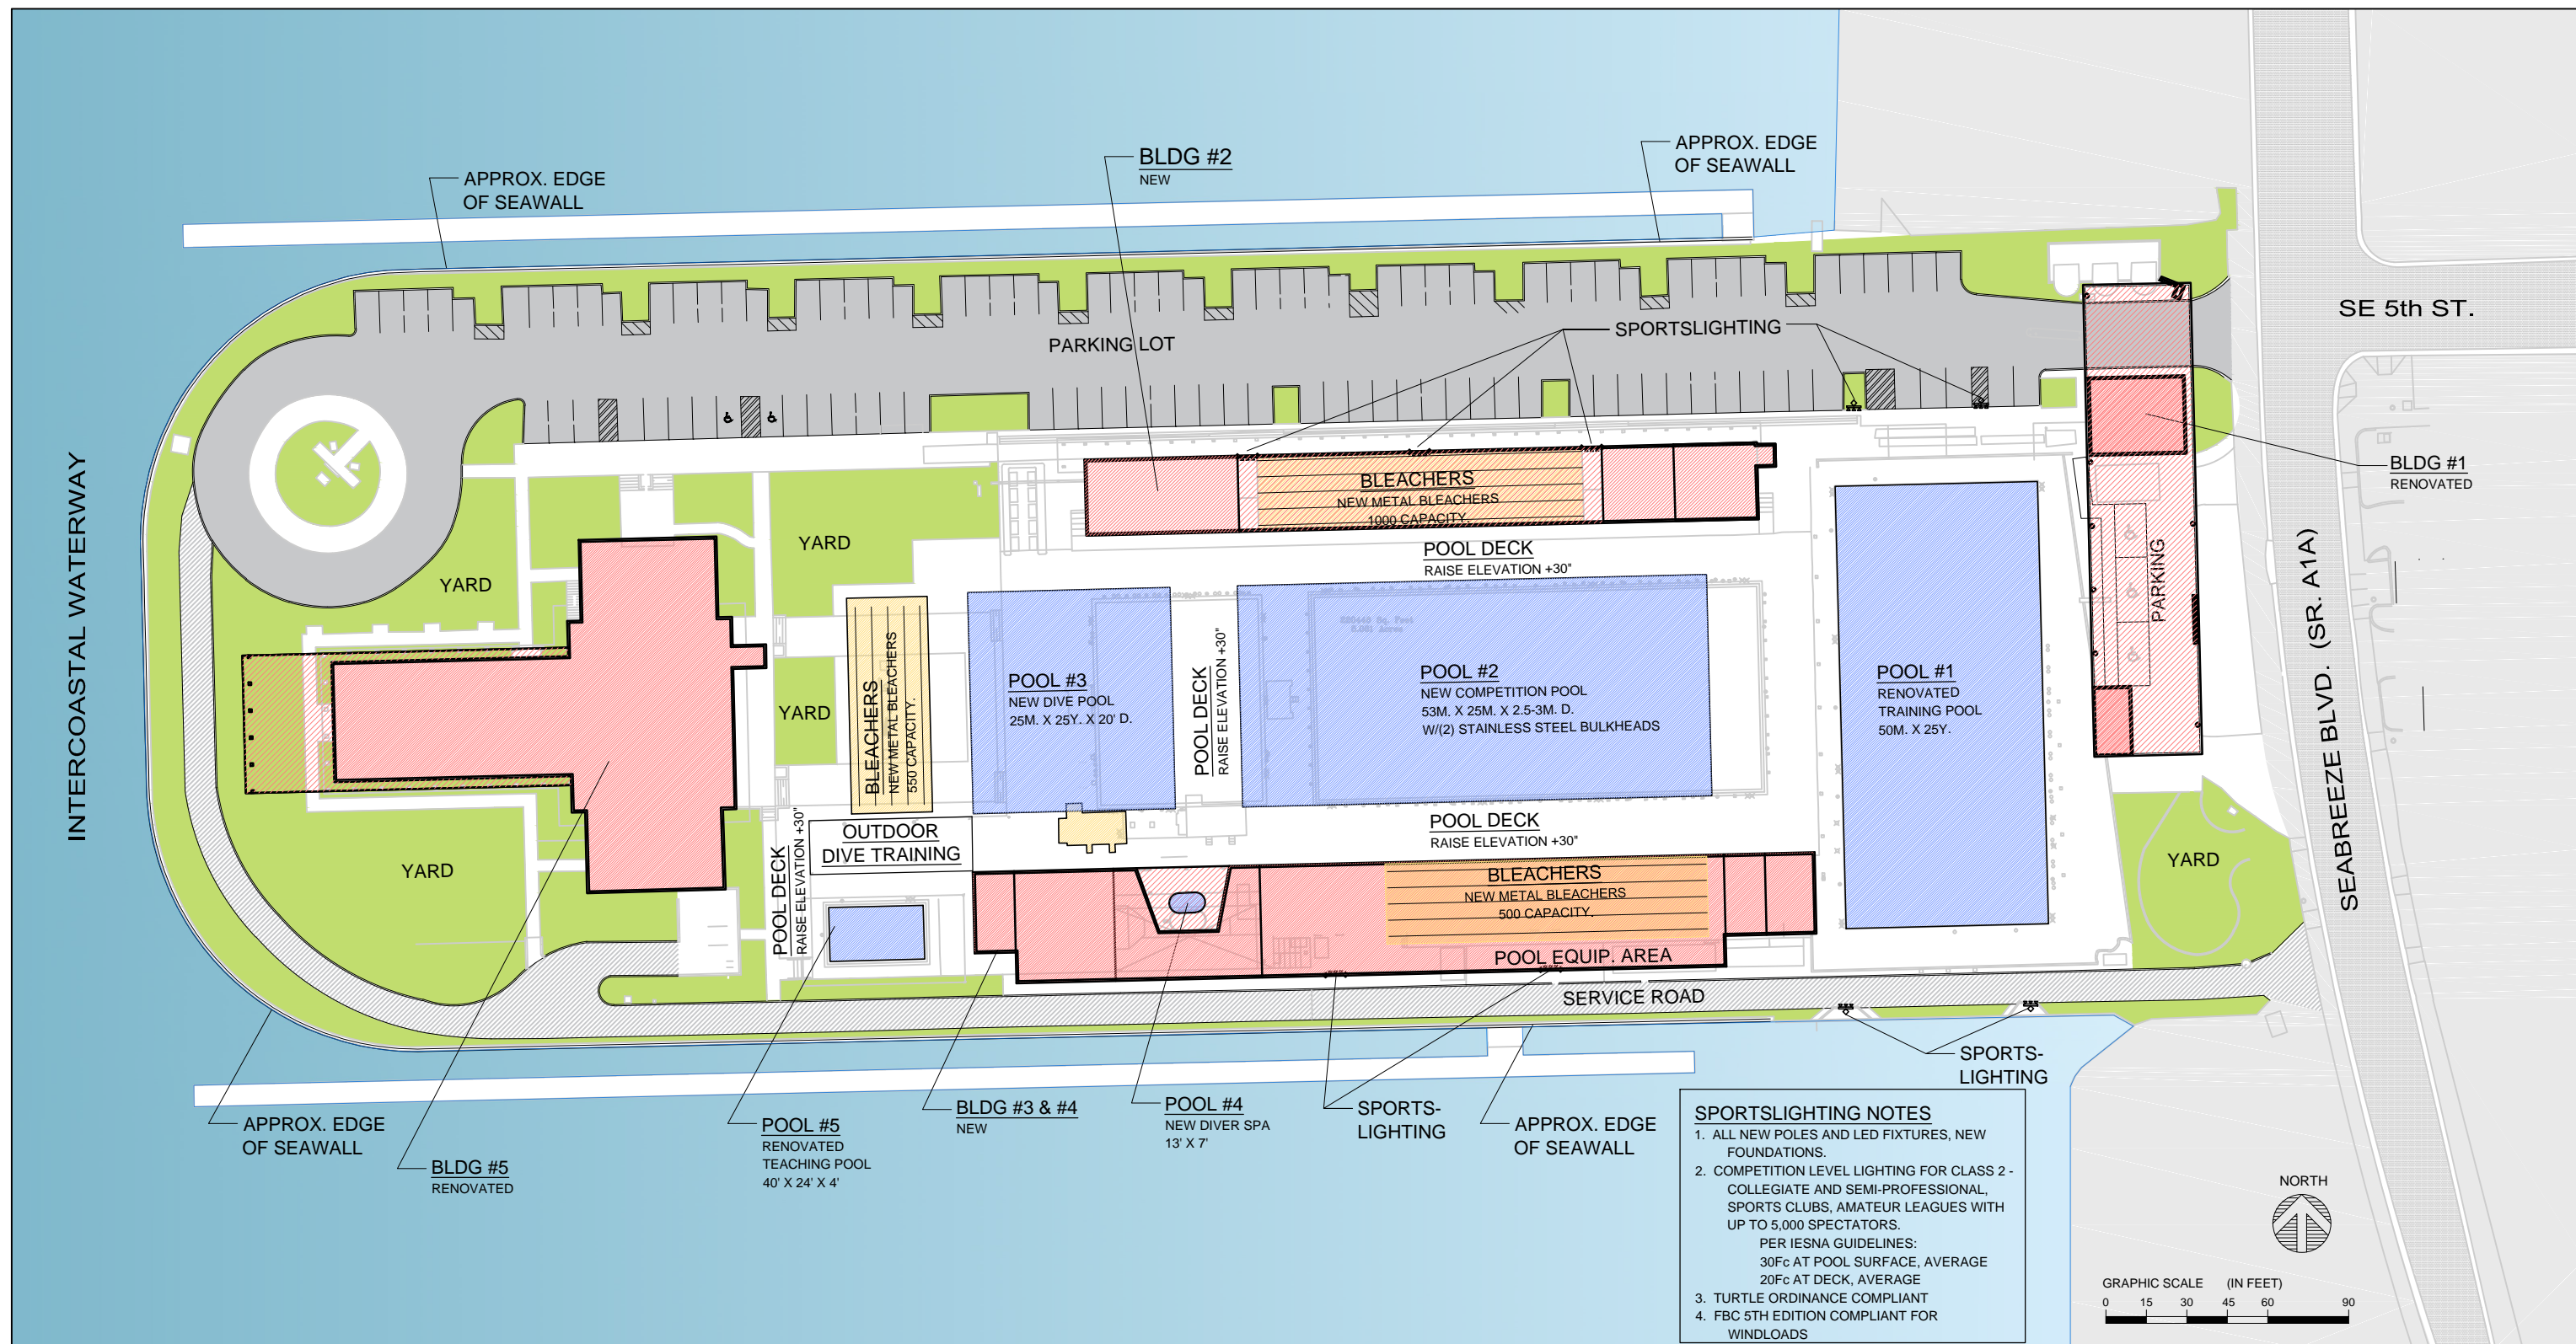 APPROX. EDGE
OF SEAWALL
BLDG #2
NEW
APPROX. EDGE
OF SEAWALL
SE 5th ST.
SPORTSLIGHTING
PARKING LOT
BLDG #1
RENOVATED
BLEACHERS
NEW METAL BLEACHERS
1000 CAPACITY.
INTERCOASTAL WATERWAY
YARD
YARD
POOL DECK
RAISE ELEVATION +30"
PARKING
SEABREEZE BLVD. (SR. A1A)
BLEACHERS
NEW METAL BLEACHERS
550 CAPACITY.
POOL #3
NEW DIVE POOL
25M. X 25Y. X 20' D.
POOL DECK
RAISE ELEVATION +30"
POOL #2
NEW COMPETITION POOL
53M. X 25M. X 2.5-3M. D.
W/(2) STAINLESS STEEL BULKHEADS
POOL #1
RENOVATED
TRAINING POOL
50M. X 25Y.
YARD
OUTDOOR
DIVE TRAINING
POOL DECK
RAISE ELEVATION +30"
POOL DECK
RAISE ELEVATION +30"
YARD
YARD
BLEACHERS
NEW METAL BLEACHERS
500 CAPACITY.
POOL EQUIP. AREA
SERVICE ROAD
APPROX. EDGE
OF SEAWALL
BLDG #5
RENOVATED
POOL #5
RENOVATED
TEACHING POOL
40' X 24' X 4'
BLDG #3 & #4
NEW
POOL #4
NEW DIVER SPA
13' X 7'
SPORTS-
LIGHTING
APPROX. EDGE
OF SEAWALL
SPORTS-
LIGHTING
SPORTSLIGHTING NOTES
1. ALL NEW POLES AND LED FIXTURES, NEW
FOUNDATIONS.
2. COMPETITION LEVEL LIGHTING FOR CLASS 2 -
COLLEGIATE AND SEMI-PROFESSIONAL,
SPORTS CLUBS, AMATEUR LEAGUES WITH
UP TO 5,000 SPECTATORS.
PER IESNA GUIDELINES:
30Fc AT POOL SURFACE, AVERAGE
20Fc AT DECK, AVERAGE
3. TURTLE ORDINANCE COMPLIANT
4. FBC 5TH EDITION COMPLIANT FOR
WINDLOADS
NORTH
GRAPHIC SCALE (IN FEET)
0 15 30 45 60 90